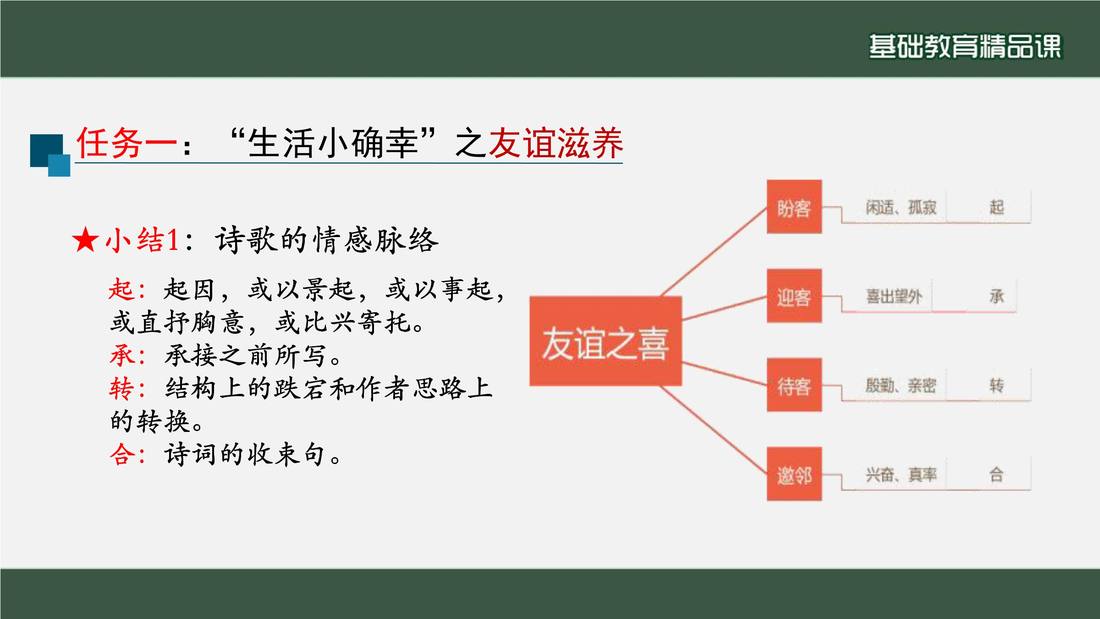 基础教育精品课
任务一：“生活小确幸”之友谊滋养
★小结1：诗歌的情感脉络
起：起因，或以景起，或以事起，
或直抒胸意，或比兴寄托。
承：承接之前所写。
转：结构上的跌宕和作者思路上
的转换。
合：诗词的收束句。
友谊之喜
盼客 闲适、孤寂 起
迎客 喜出望外 承
待客 殷勤、亲密 转
邀邻 兴奋、真率 合